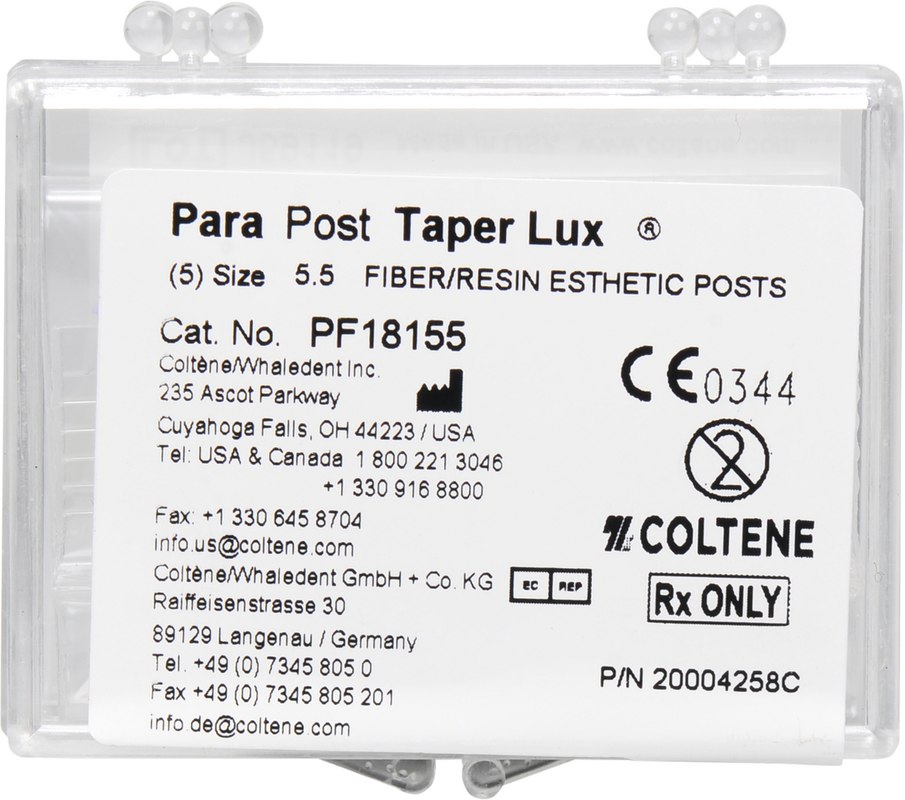 Para Post Taper Lux ®
(5) Size 5.5 FIBER/RESIN ESTHETIC POSTS
Cat. No. PF18155
Coltène/Whaledent Inc.
235 Ascot Parkway
Cuyahoga Falls, OH 44223 / USA
Tel: USA & Canada 1 800 221 3046
+1 330 916 8800
Fax: +1 330 645 8704
info.us@coltene.com
Coltène/Whaledent GmbH + Co. KG
EC REP
Raiffeisenstrasse 30
89129 Langenau / Germany
Tel. +49 (0) 7345 805 0
Fax +49 (0) 7345 805 201
info.de@coltene.com
CE 0344
2
COLTENE
Rx ONLY
P/N 20004258C